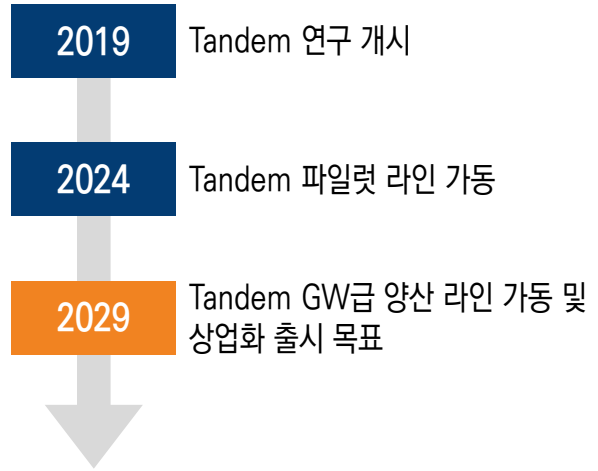 2019
Tandem 연구 개시
2024
Tandem 파일럿 라인 가동
2029
Tandem GW급 양산 라인 가동 및
상업화 출시 목표